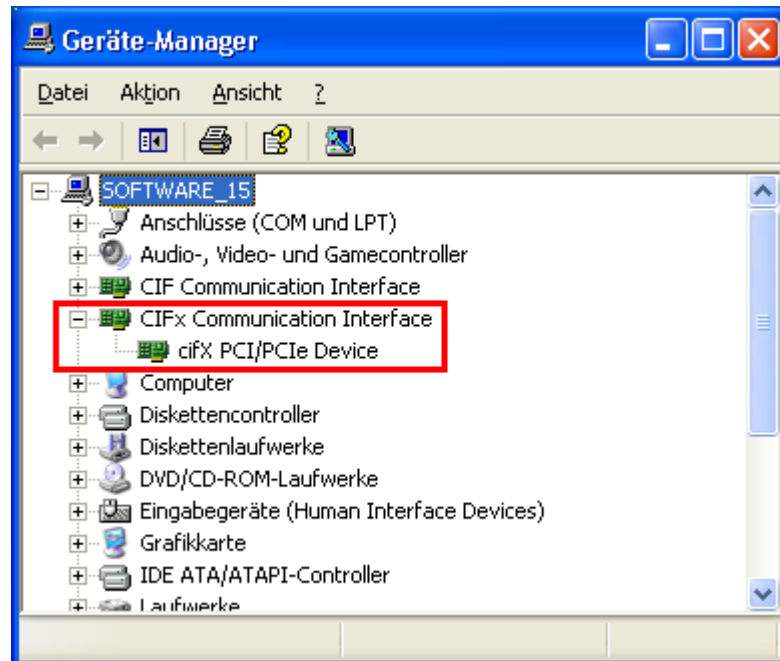 Geräte-Manager
Datei Aktion Ansicht ?
SOFTWARE_15
Anschlüsse (COM und LPT)
Audio-, Video- und Gamecontroller
CIF Communication Interface
CIFx Communication Interface
cifX PCI/PCIe Device
Computer
Diskettencontroller
Diskettenlaufwerke
DVD/CD-ROM-Laufwerke
Eingabegeräte (Human Interface Devices)
Grafikkarte
IDE ATA/ATAPI-Controller
Laufwerke